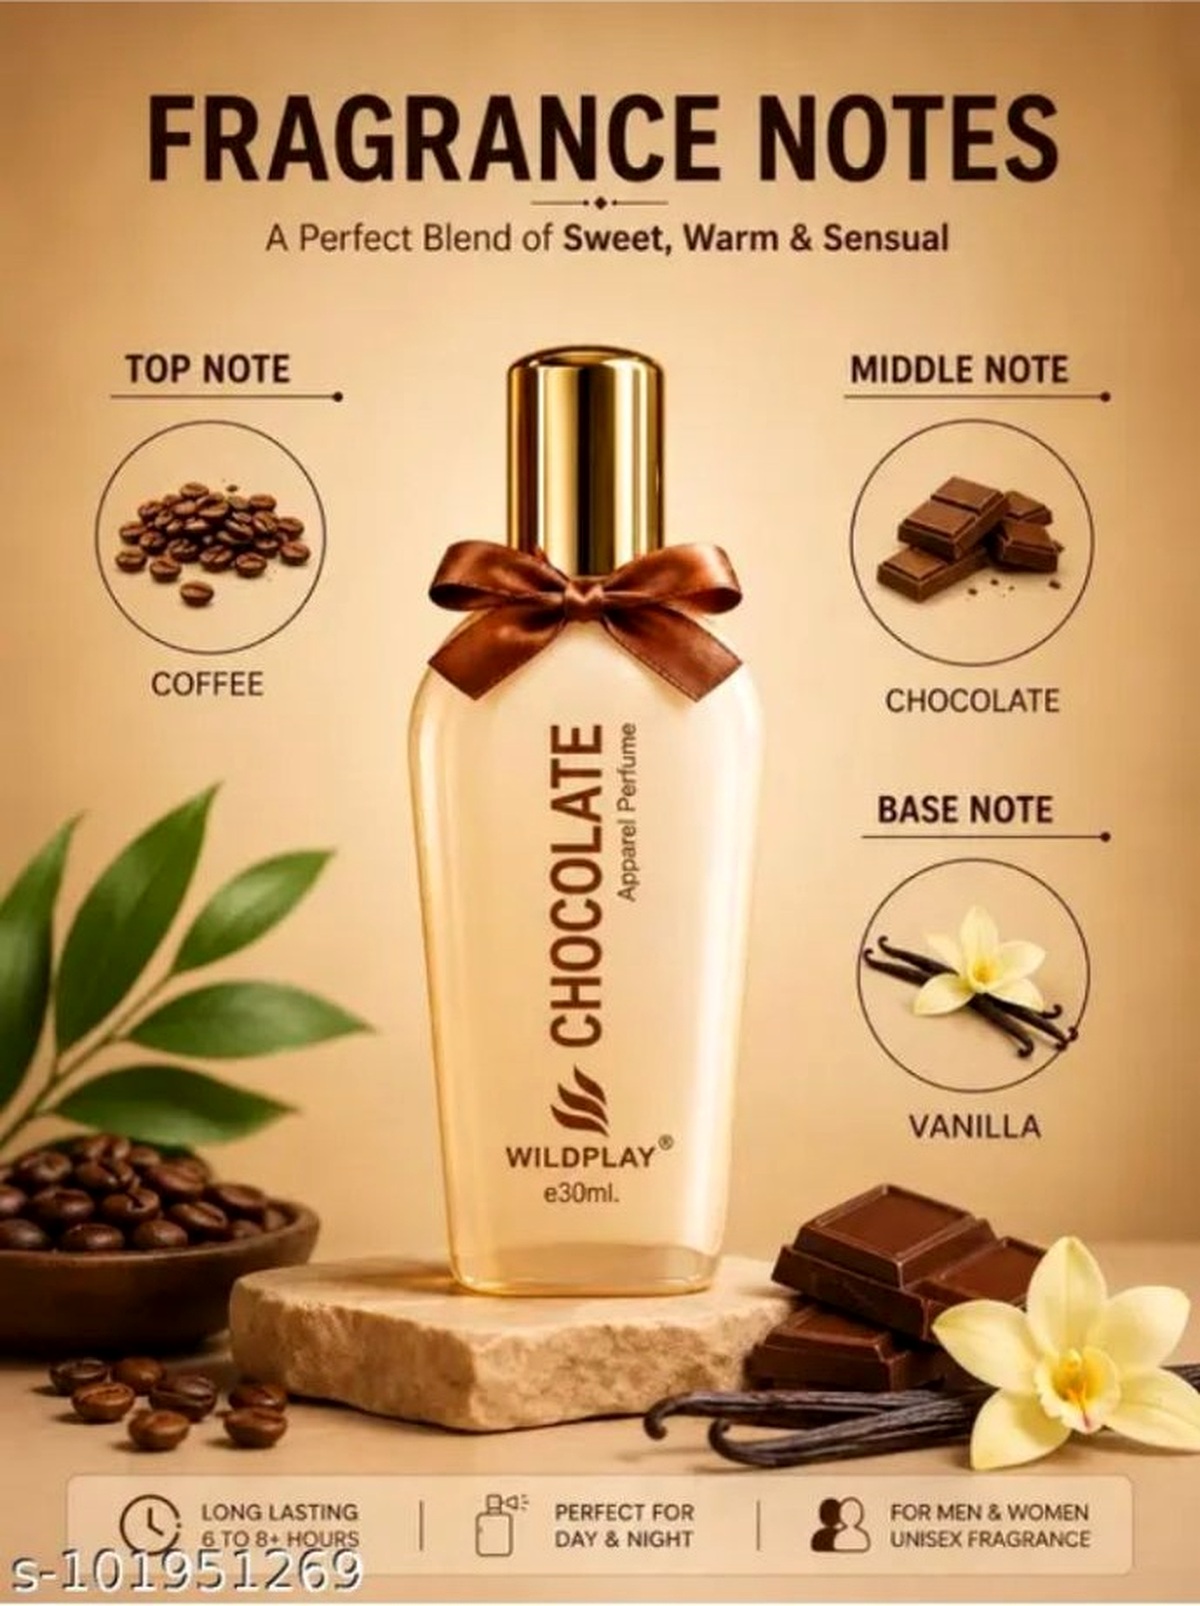 FRAGRANCE NOTES
A Perfect Blend of Sweet, Warm & Sensual
TOP NOTE
COFFEE
MIDDLE NOTE
CHOCOLATE
BASE NOTE
VANILLA
CHOCOLATE
Apparel Perfume
WILDPLAY®
e30ml.
LONG LASTING
6 TO 8+ HOURS
PERFECT FOR
DAY & NIGHT
FOR MEN & WOMEN
UNISEX FRAGRANCE
s-101951269